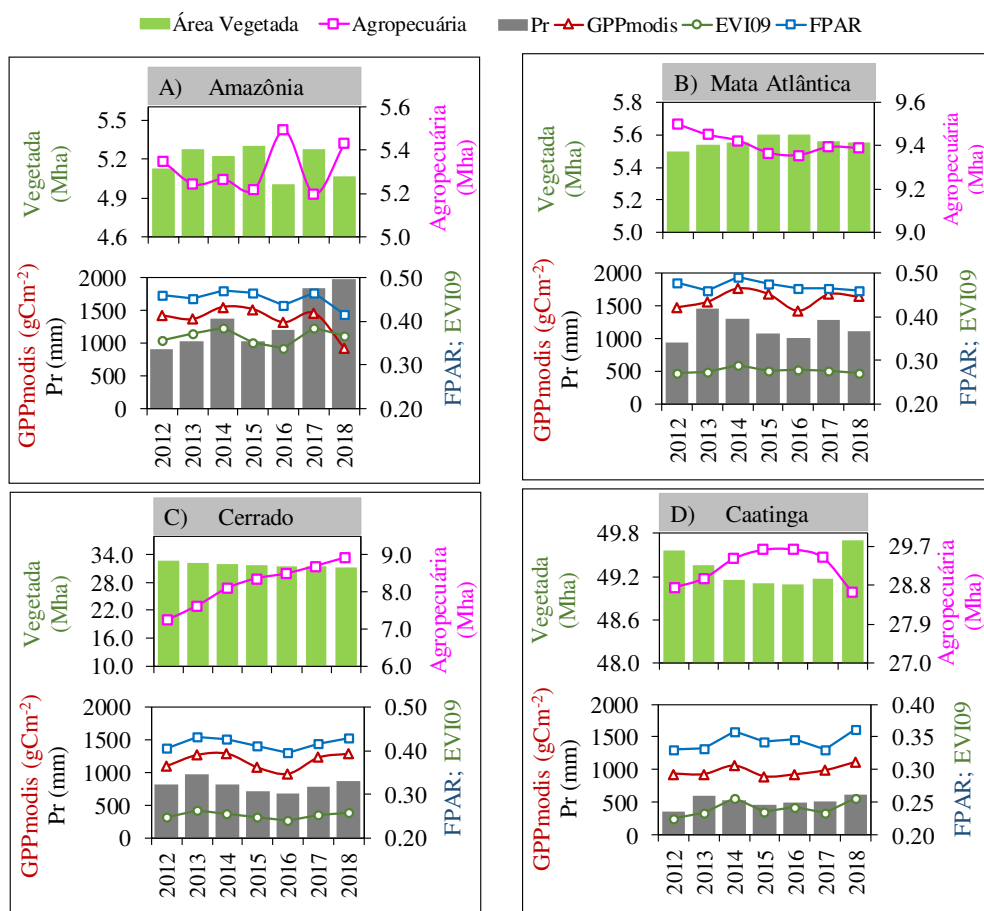 Área Vegetada Agropecuária Pr GPPmodis EVI09 FPAR
A) Amazônia
Vegetada (Mha)
5.5
5.2
4.9
4.6
5.6
5.4
5.2
5.0
Agropecuária (Mha)
GPPmodis (gCm-2)
Pr (mm)
2000
1500
1000
500
0
0.50
0.40
0.30
0.20
FPAR; EVI09
2012 2013 2014 2015 2016 2017 2018
B) Mata Atlântica
Vegetada (Mha)
5.8
5.6
5.4
5.2
5.0
9.6
9.4
9.2
9.0
Agropecuária (Mha)
GPPmodis (gCm-2)
Pr (mm)
2000
1500
1000
500
0
0.50
0.40
0.30
0.20
FPAR; EVI09
2012 2013 2014 2015 2016 2017 2018
C) Cerrado
Vegetada (Mha)
34.0
28.0
22.0
16.0
10.0
9.0
8.0
7.0
6.0
Agropecuária (Mha)
GPPmodis (gCm-2)
Pr (mm)
2000
1500
1000
500
0
0.50
0.40
0.30
0.20
FPAR; EVI09
2012 2013 2014 2015 2016 2017 2018
D) Caatinga
Vegetada (Mha)
49.8
49.2
48.6
48.0
29.7
28.8
27.9
27.0
Agropecuária (Mha)
GPPmodis (gCm-2)
Pr (mm)
2000
1500
1000
500
0
0.40
0.35
0.30
0.25
0.20
FPAR; EVI09
2012 2013 2014 2015 2016 2017 2018